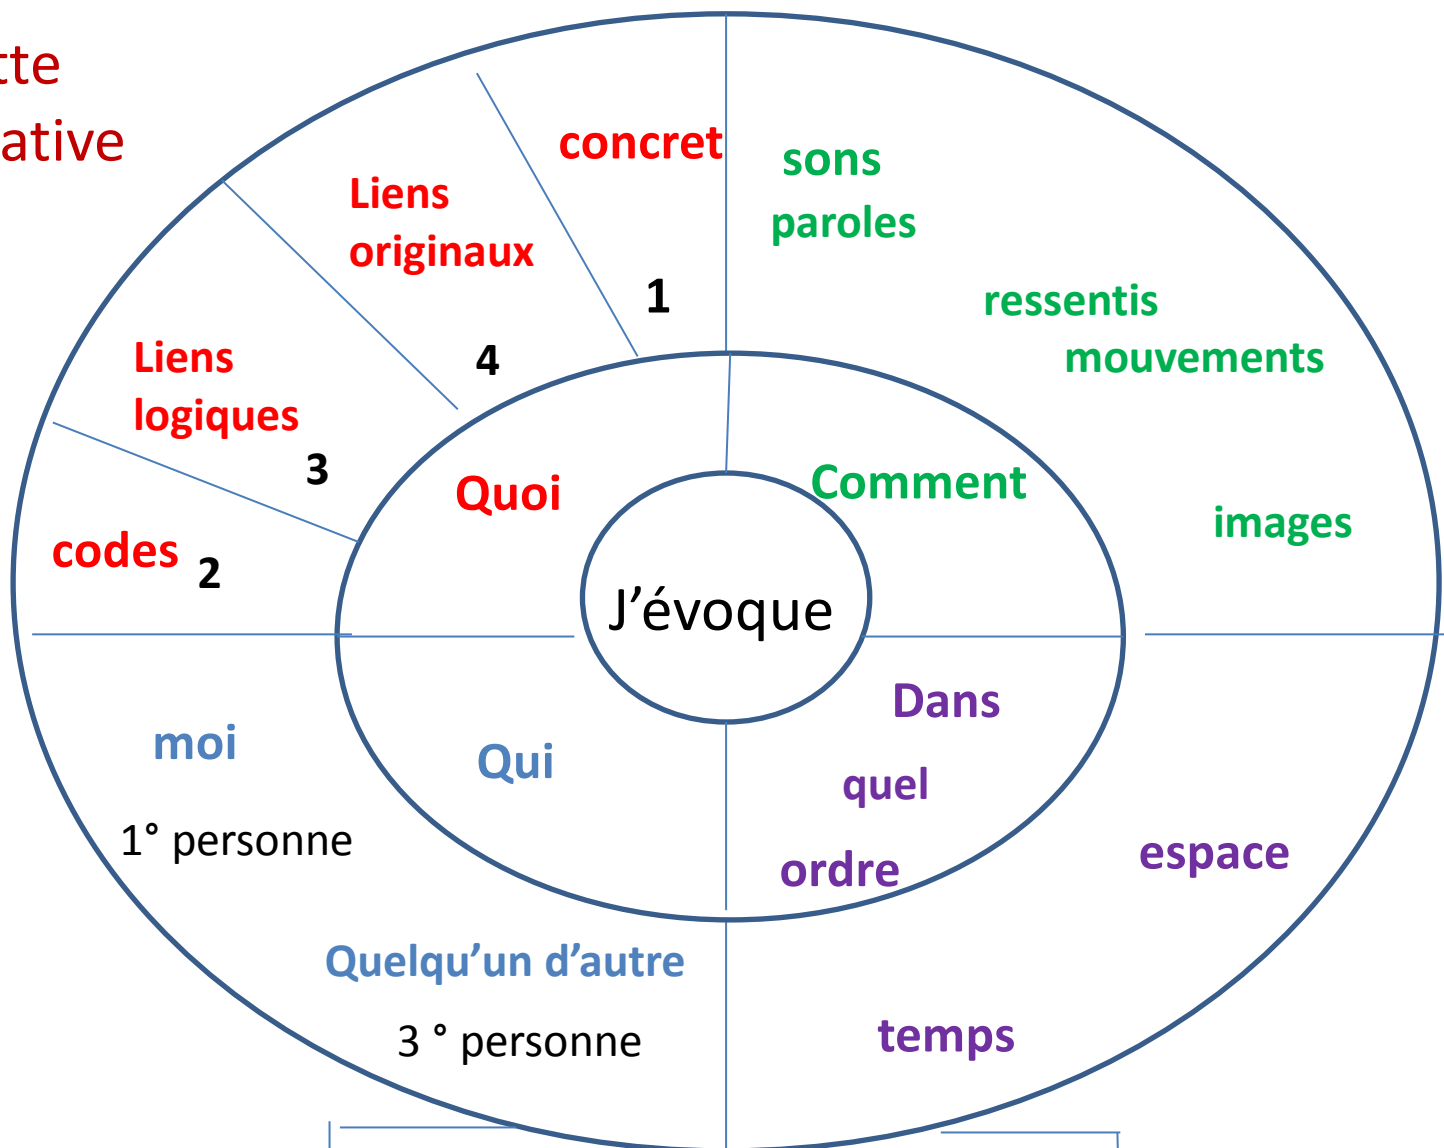 tte
ative
concret
1
Liens
originaux
4
Liens
logiques
3
codes 2
sons
paroles
ressentis
mouvements
images
Quoi
Comment
J’évoque
Qui
Dans
quel
ordre
moi
1° personne
Quelqu’un d’autre
3 ° personne
espace
temps